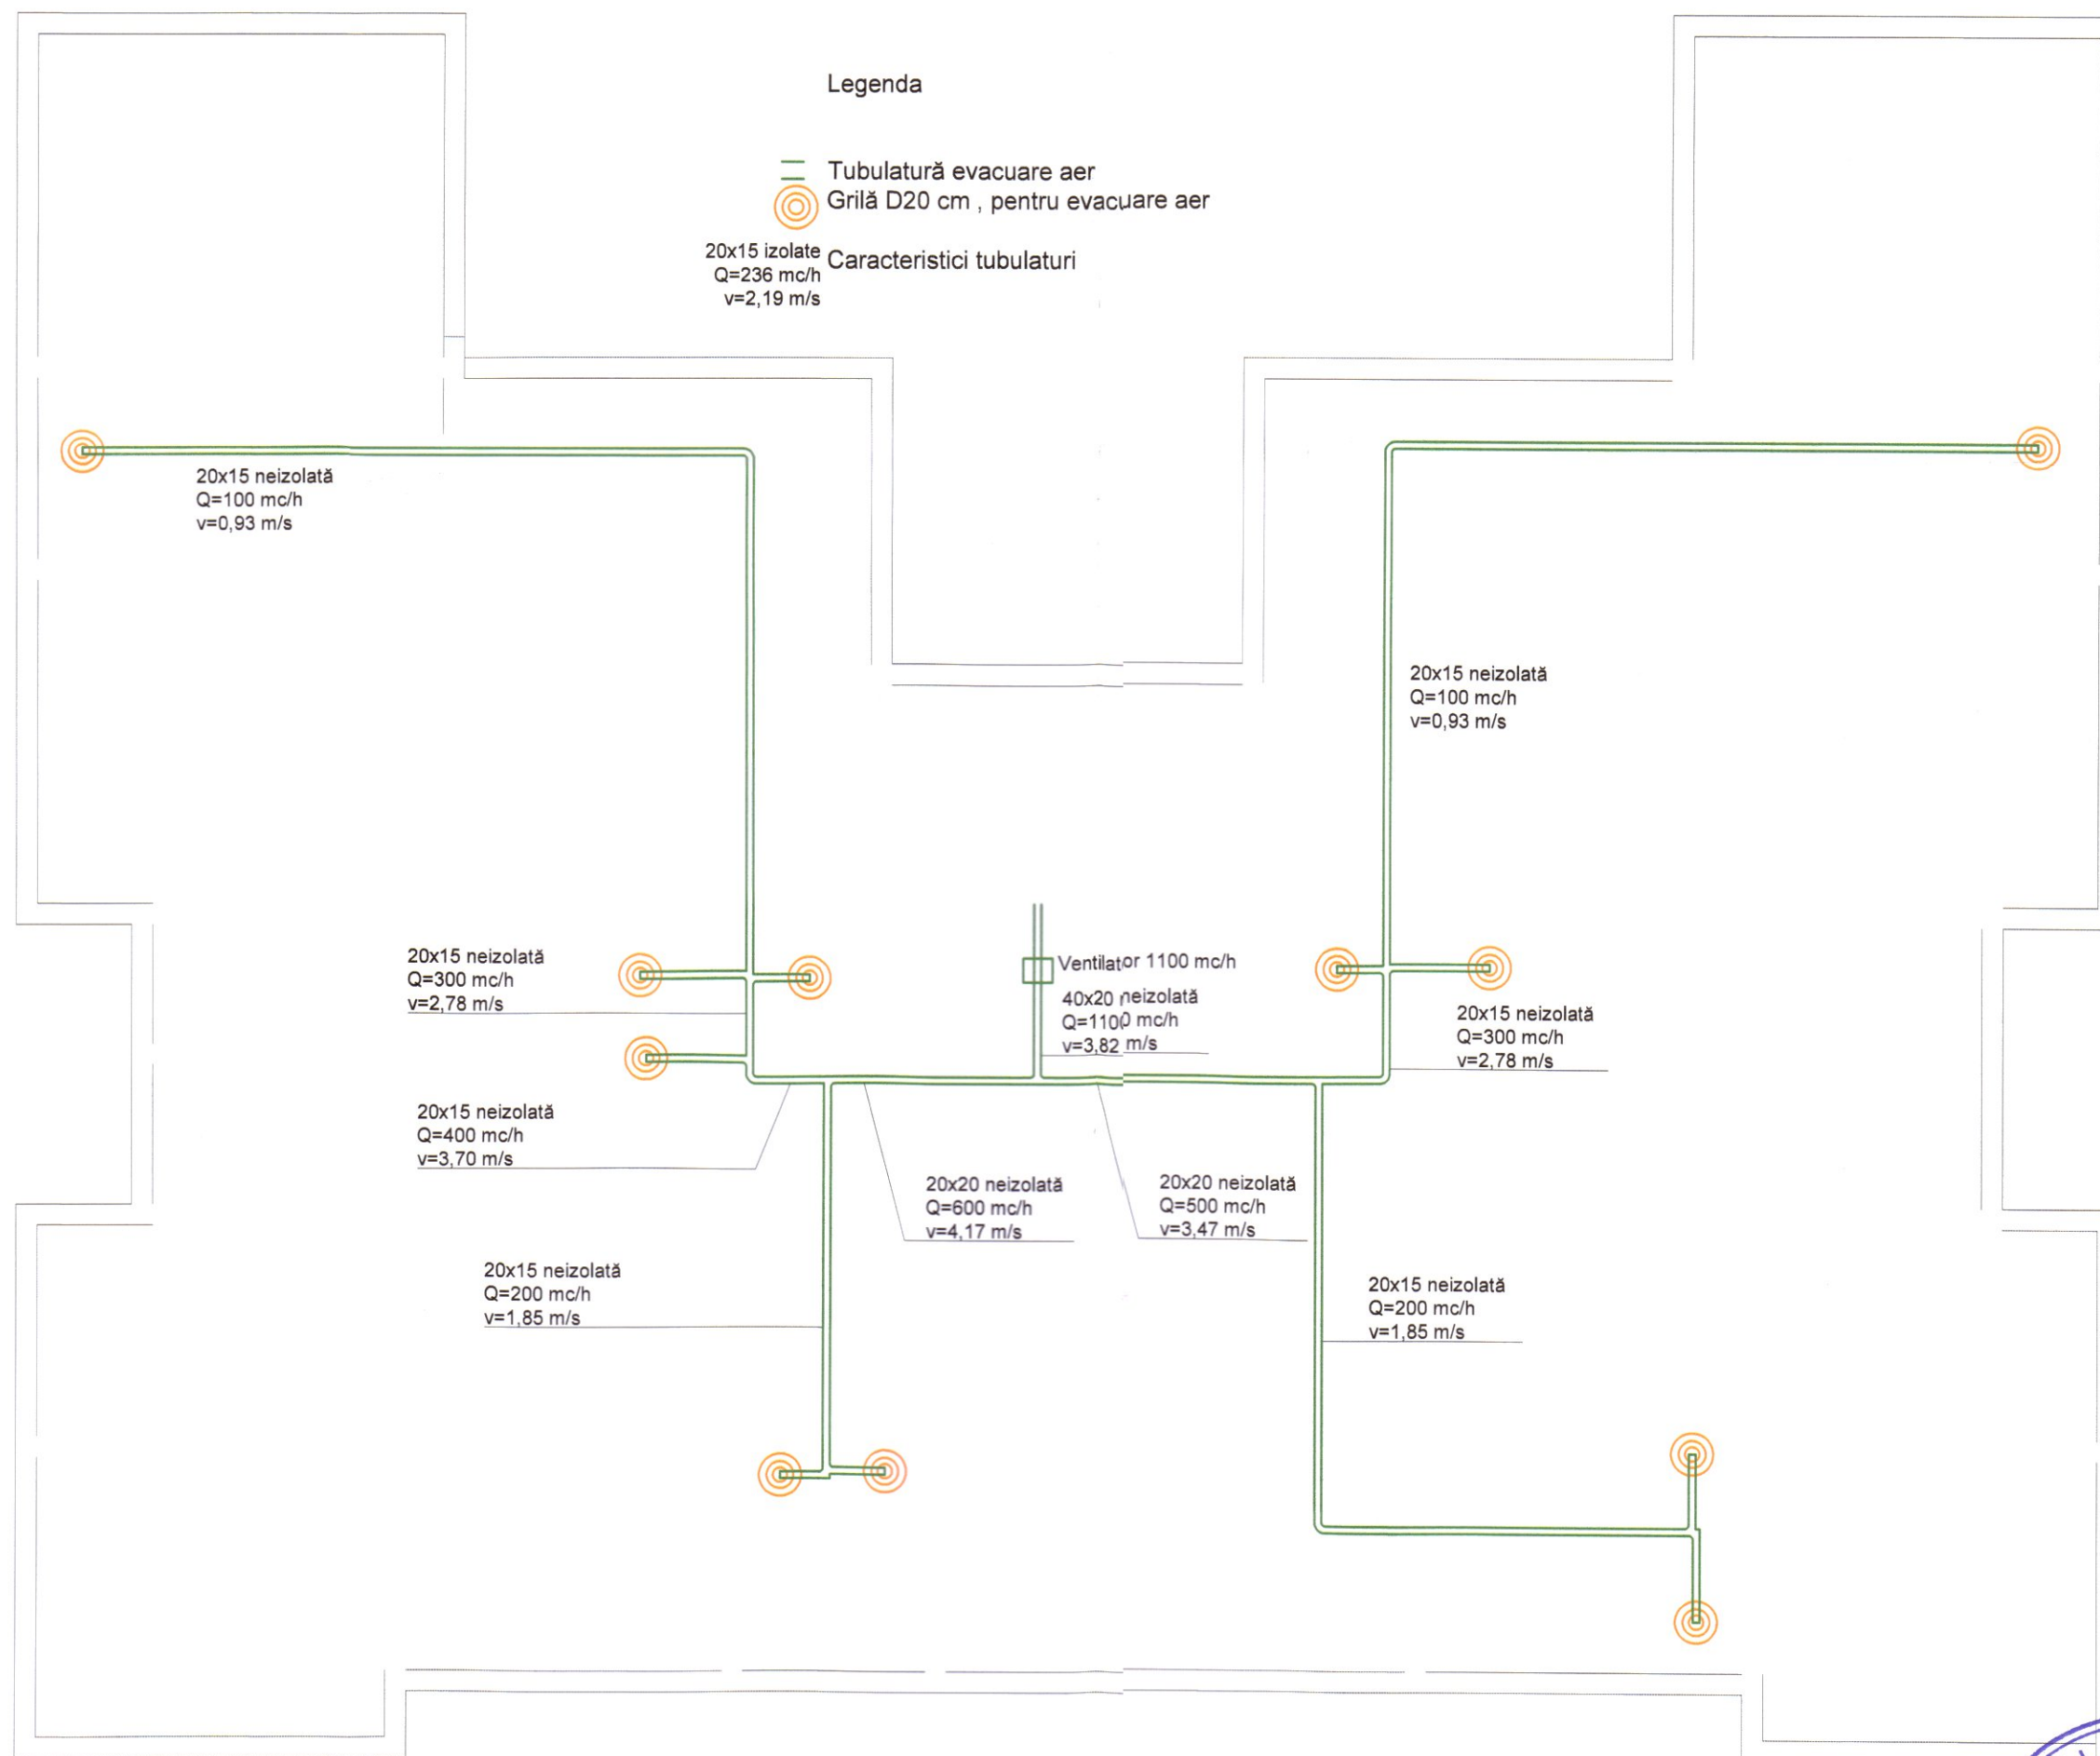 Legenda
Tubulatură evacuare aer
Grilă D20 cm , pentru evacuare aer
20x15 izolate
Q=236 mc/h
v=2,19 m/s
Caracteristici tubulaturi
20x15 neizolată
Q=100 mc/h
v=0,93 m/s
20x15 neizolată
Q=100 mc/h
v=0,93 m/s
20x15 neizolată
Q=300 mc/h
v=2,78 m/s
Ventilator 1100 mc/h
40x20 neizolată
Q=1100 mc/h
v=3,82 m/s
20x15 neizolată
Q=300 mc/h
v=2,78 m/s
20x15 neizolată
Q=400 mc/h
v=3,70 m/s
20x20 neizolată
Q=600 mc/h
v=4,17 m/s
20x20 neizolată
Q=500 mc/h
v=3,47 m/s
20x15 neizolată
Q=200 mc/h
v=1,85 m/s
20x15 neizolată
Q=200 mc/h
v=1,85 m/s